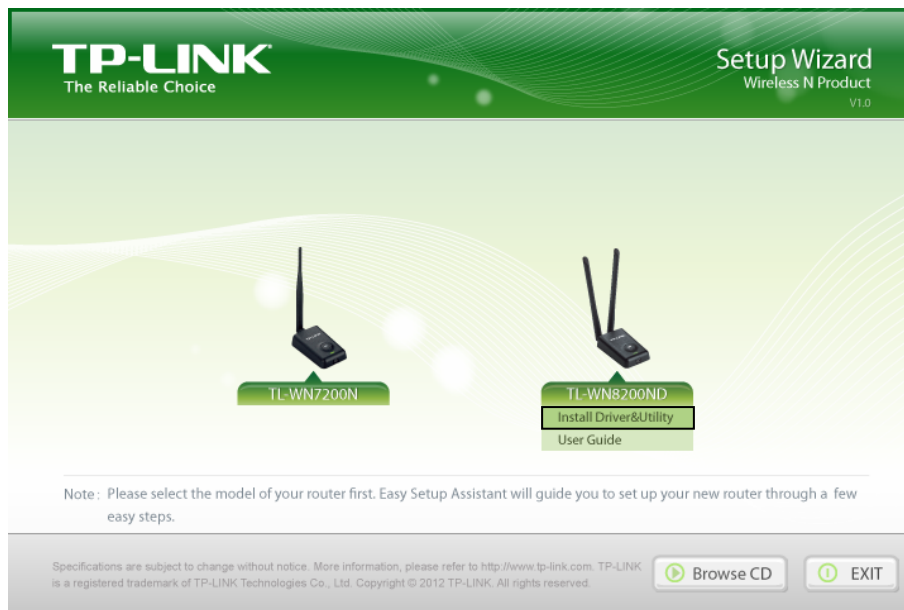 TP-LINK
The Reliable Choice
Setup Wizard
Wireless N Product
V1.0
TL-WN7200N
TL-WN8200ND
Install Driver&Utility
User Guide
Note: Please select the model of your router first. Easy Setup Assistant will guide you to set up your new router through a few
easy steps.
Specifications are subject to change without notice. More information, please refer to http://www.tp-link.com. TP-LINK
is a registered trademark of TP-LINK Technologies Co., Ltd. Copyright © 2012 TP-LINK. All rights reserved.
Browse CD
EXIT